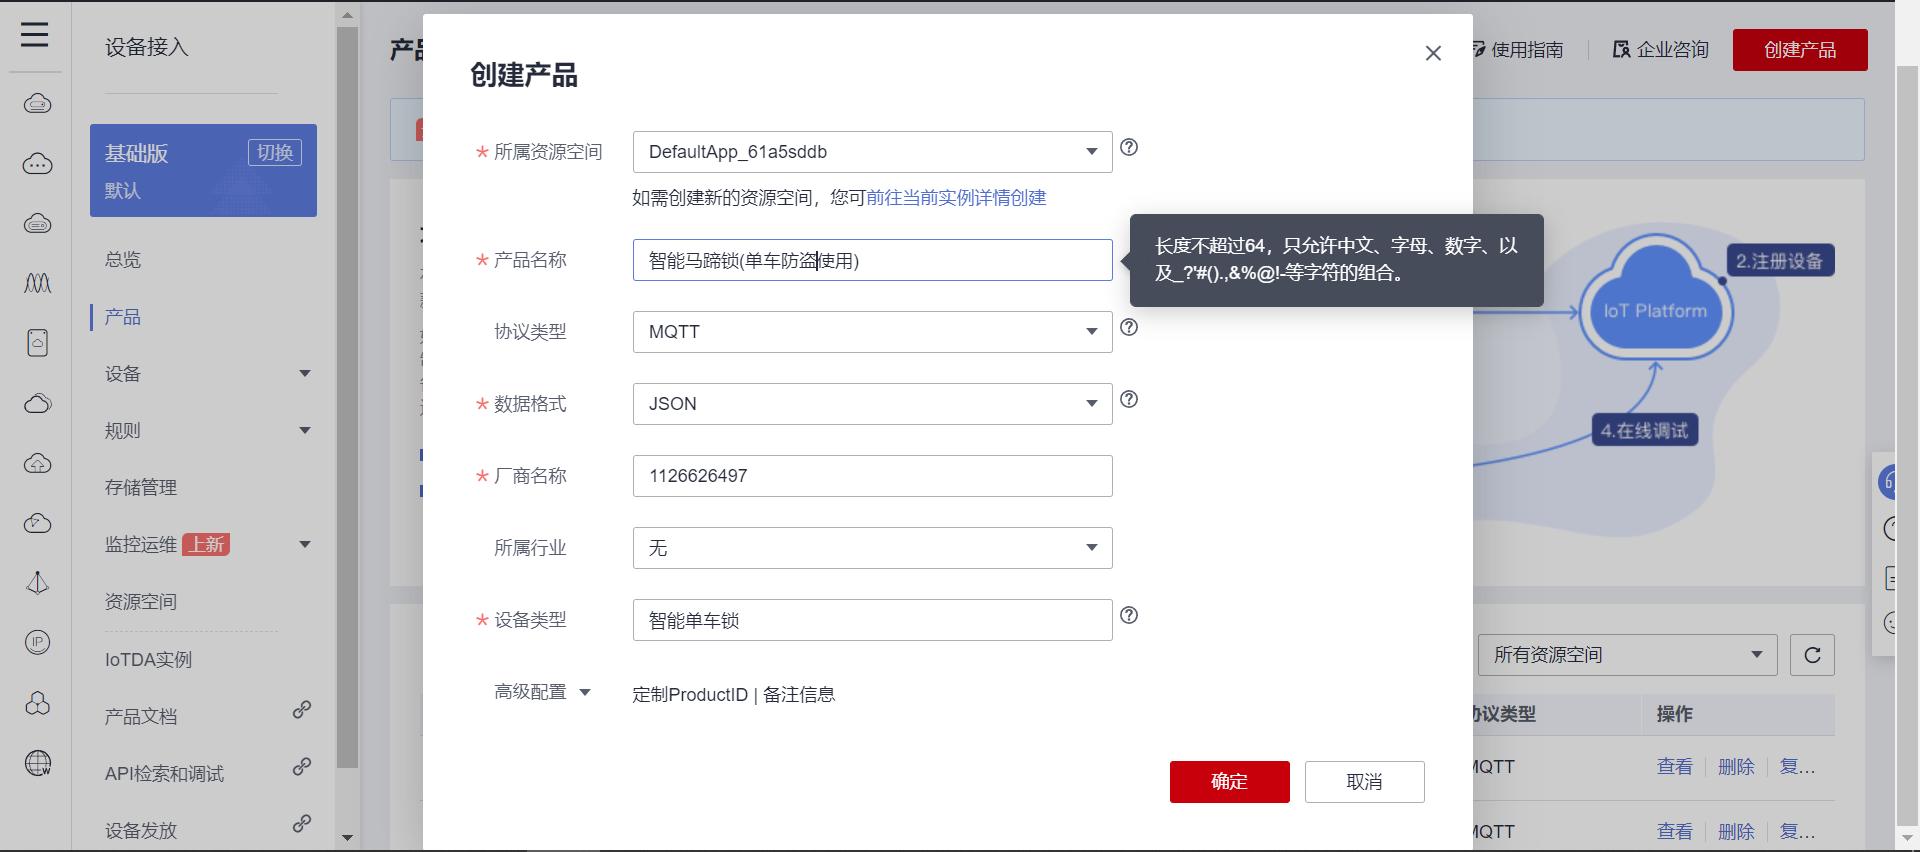 设备接入
基础版 切换
默认
总览
产品
设备
规则
存储管理
监控运维 上新
资源空间
IoTDA实例
产品文档
API检索和调试
设备发放
产品
使用指南
企业咨询
创建产品
创建产品
* 所属资源空间 DefaultApp_61a5sddb
如需创建新的资源空间，您可前往当前实例详情创建
* 产品名称 智能马蹄锁(单车防盗使用)
长度不超过64，只允许中文、字母、数字、以
及_?'#().,&%@!-等字符的组合。
协议类型 MQTT
* 数据格式 JSON
* 厂商名称 1126626497
所属行业 无
* 设备类型 智能单车锁
高级配置 定制ProductID | 备注信息
确定 取消
2.注册设备
IoT Platform
4.在线调试
所有资源空间
协议类型 操作
MQTT 查看 删除 复...
MQTT 查看 删除 复...